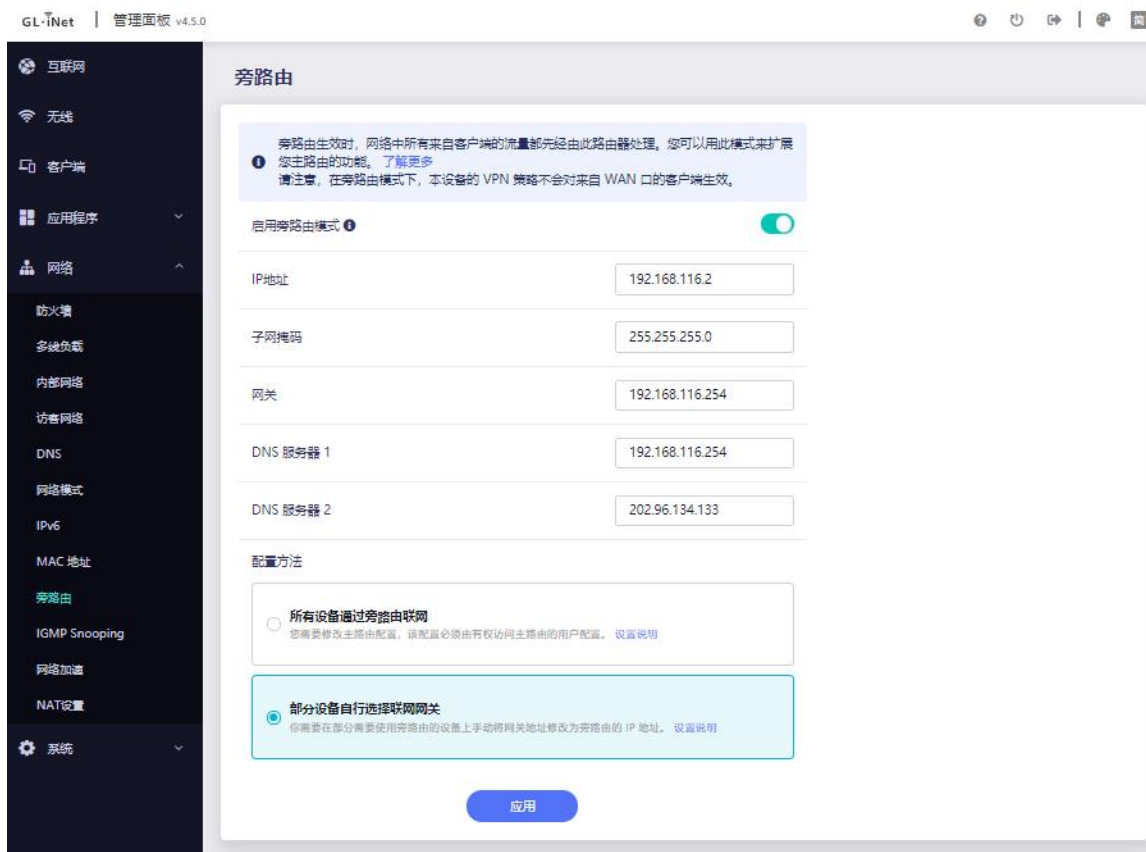 GL·iNet | 管理面板 v4.5.0
简
互联网
无线
客户端
应用程序
网络
防火墙
多线负载
内部网络
访客网络
DNS
网络模式
IPv6
MAC 地址
旁路由
IGMP Snooping
网络加速
NAT设置
系统
旁路由
旁路由生效时，网络中所有来自客户端的流量都先经由此路由器处理。您可以用此模式来扩展
您主路由的功能。 了解更多
请注意，在旁路由模式下，本设备的 VPN 策略不会对来自 WAN 口的客户端生效。
启用旁路由模式
IP地址 192.168.116.2
子网掩码 255.255.255.0
网关 192.168.116.254
DNS 服务器 1 192.168.116.254
DNS 服务器 2 202.96.134.133
配置方法
所有设备通过旁路由联网
您需要修改主路由配置，该配置必须由有权访问主路由的用户配置。 设置说明
部分设备自行选择联网网关
你需要在部分需要使用旁路由的设备上手动将网关地址修改为旁路由的 IP 地址。 设置说明
应用